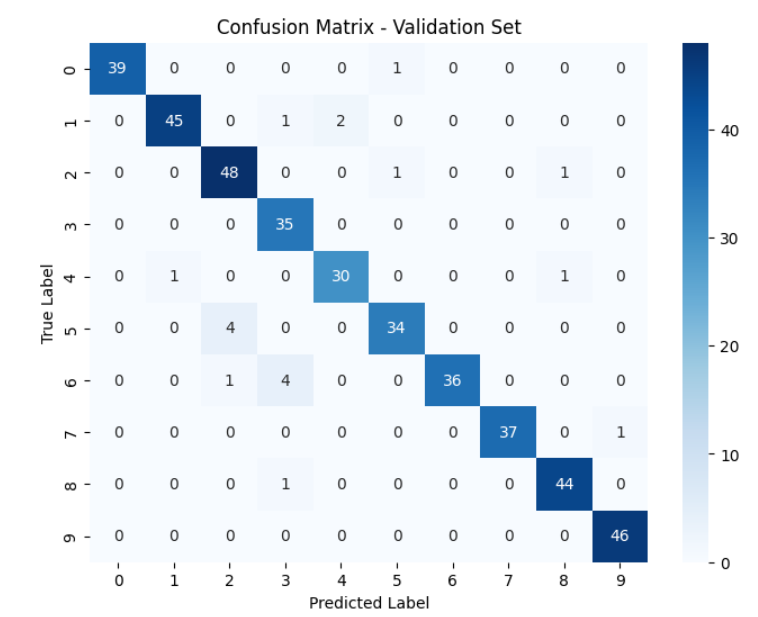 Confusion Matrix - Validation Set
0 39 0 0 0 0 1 0 0 0 0
1 0 45 0 1 2 0 0 0 0 0
40
2 0 0 48 0 0 1 0 0 1 0
3 0 0 0 35 0 0 0 0 0 0
30
4 0 1 0 0 30 0 0 0 1 0
True Label
5 0 0 4 0 0 34 0 0 0 0
20
6 0 0 1 4 0 0 36 0 0 0
7 0 0 0 0 0 0 0 37 0 1
10
8 0 0 0 1 0 0 0 0 44 0
9 0 0 0 0 0 0 0 0 0 46
0
0 1 2 3 4 5 6 7 8 9
Predicted Label